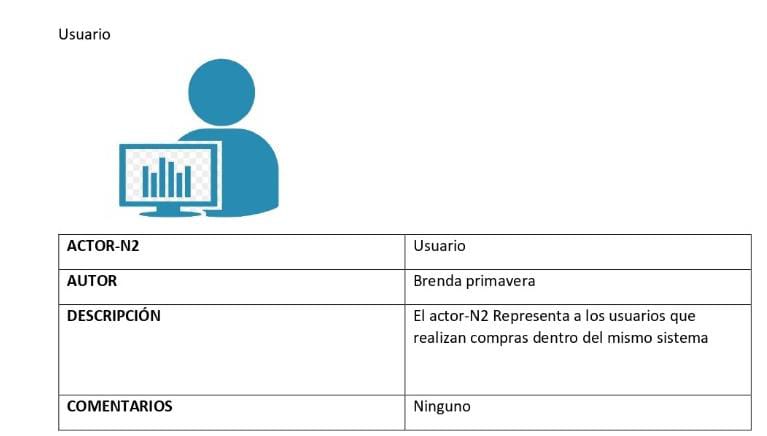 Usuario
ACTOR-N2 Usuario
AUTOR Brenda primavera
DESCRIPCIÓN El actor-N2 Representa a los usuarios que
realizan compras dentro del mismo sistema
COMENTARIOS Ninguno